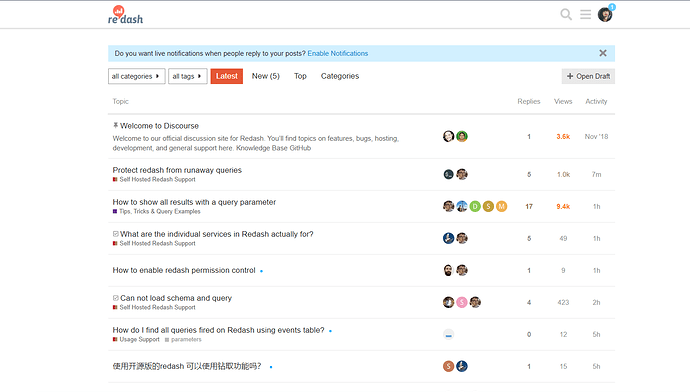 redash
1
Do you want live notifications when people reply to your posts? Enable Notifications
all categories all tags Latest New (5) Top Categories + Open Draft
Topic Replies Views Activity
Welcome to Discourse 1 3.6k Nov '18
Welcome to our official discussion site for Redash. You'll find topics on features, bugs, hosting,
development, and general support here. Knowledge Base GitHub
Protect redash from runaway queries 5 1.0k 7m
Self Hosted Redash Support
How to show all results with a query parameter D S M 17 9.4k 1h
Tips, Tricks & Query Examples
What are the individual services in Redash actually for? 5 49 1h
Self Hosted Redash Support
How to enable redash permission control 1 9 1h
Can not load schema and query S 4 423 2h
Self Hosted Redash Support
How do I find all queries fired on Redash using events table? 0 12 5h
Usage Support parameters
使用开源版的redash 可以使用钻取功能吗? S 1 15 5h